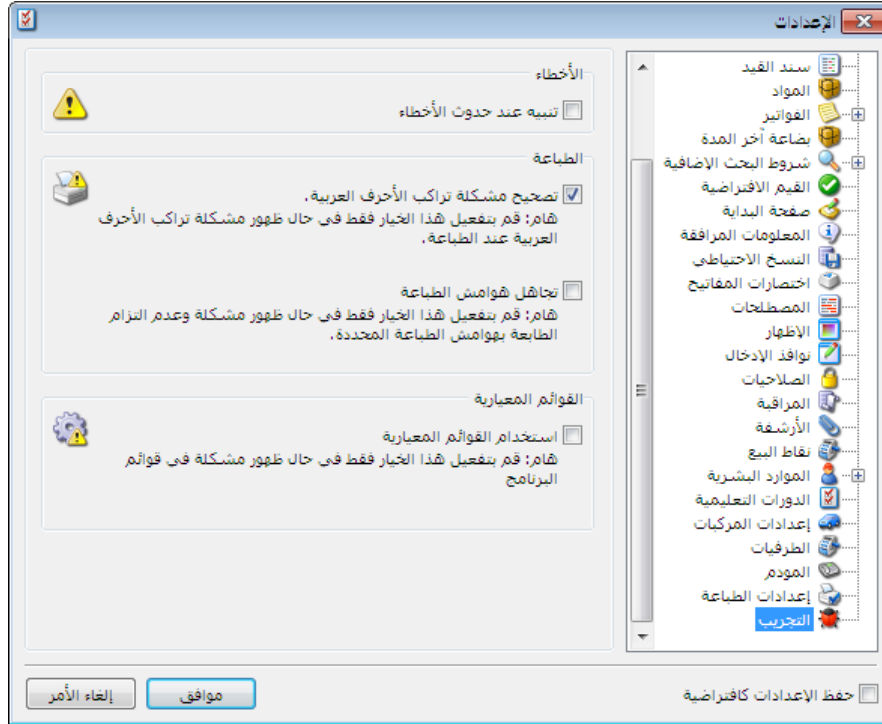 الإعدادات
سند القيد
المواد
الفواتير
بضاعة آخر المدة
شروط البحث الإضافية
القيم الافتراضية
صفحة البداية
المعلومات المرافقة
النسخ الاحتياطي
اختصارات المفاتيح
المصطلحات
الإظهار
نوافذ الإدخال
الصلاحيات
المراقبة
الأرشفة
نقاط البيع
الموارد البشرية
الدورات التعليمية
إعدادات المركبات
الطرفيات
المودم
إعدادات الطباعة
التجريب
الأخطاء
تنبيه عند حدوث الأخطاء
الطباعة
تصحيح مشكلة تراكب الأحرف العربية.
هام: قم بتفعيل هذا الخيار فقط في حال ظهور مشكلة تراكب الأحرف
العربية عند الطباعة.
تجاهل هوامش الطباعة
هام: قم بتفعيل هذا الخيار فقط في حال ظهور مشكلة وعدم التزام
الطابعة بهوامش الطباعة المحددة.
القوائم المعيارية
استخدام القوائم المعيارية
هام: قم بتفعيل هذا الخيار فقط في حال ظهور مشكلة في قوائم
البرنامج
حفظ الإعدادات كافتراضية
موافق
إلغاء الأمر